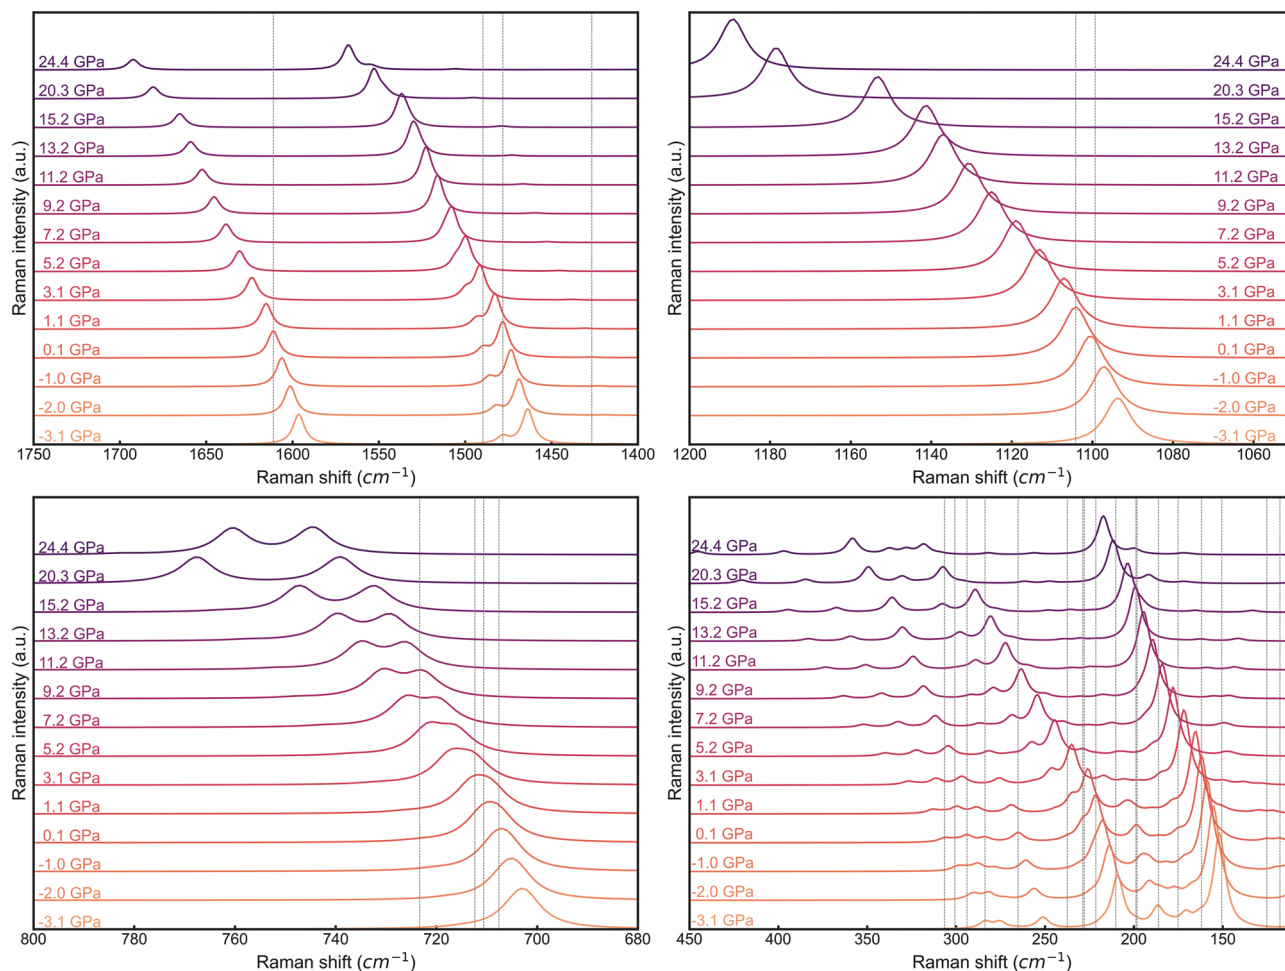 Raman intensity (a.u.)
24.4 GPa
20.3 GPa
15.2 GPa
13.2 GPa
11.2 GPa
9.2 GPa
7.2 GPa
5.2 GPa
3.1 GPa
1.1 GPa
0.1 GPa
-1.0 GPa
-2.0 GPa
-3.1 GPa
1750 1700 1650 1600 1550 1500 1450 1400
Raman shift (cm⁻¹)
Raman intensity (a.u.)
24.4 GPa
20.3 GPa
15.2 GPa
13.2 GPa
11.2 GPa
9.2 GPa
7.2 GPa
5.2 GPa
3.1 GPa
1.1 GPa
0.1 GPa
-1.0 GPa
-2.0 GPa
-3.1 GPa
1200 1180 1160 1140 1120 1100 1080 1060
Raman shift (cm⁻¹)
Raman intensity (a.u.)
24.4 GPa
20.3 GPa
15.2 GPa
13.2 GPa
11.2 GPa
9.2 GPa
7.2 GPa
5.2 GPa
3.1 GPa
1.1 GPa
0.1 GPa
-1.0 GPa
-2.0 GPa
-3.1 GPa
800 780 760 740 720 700 680
Raman shift (cm⁻¹)
Raman intensity (a.u.)
24.4 GPa
20.3 GPa
15.2 GPa
13.2 GPa
11.2 GPa
9.2 GPa
7.2 GPa
5.2 GPa
3.1 GPa
1.1 GPa
0.1 GPa
-1.0 GPa
-2.0 GPa
-3.1 GPa
450 400 350 300 250 200 150
Raman shift (cm⁻¹)